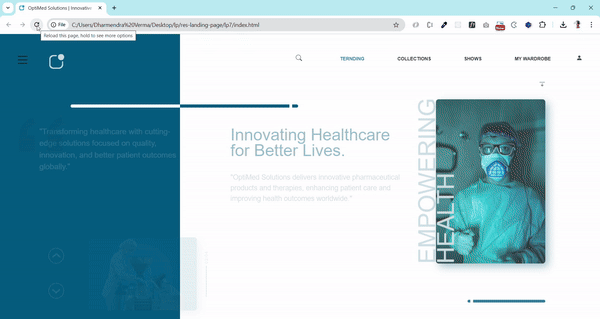 OptiMed Solutions | Innovative
File
C:/Users/Dharmendra%20Verma/Desktop/lp/res-landing-page/lp7/index.html
Reload this page, hold to see more options
TERNDING
COLLECTIONS
SHOWS
MY WARDROBE
"Transforming healthcare with cutting-
edge solutions focused on quality,
innovation, and better patient outcomes
globally."
Innovating Healthcare
for Better Lives.
"OptiMed Solutions delivers innovative pharmaceutical
products and therapies, enhancing patient care and
improving health outcomes worldwide."
EMPOWERING
HEALTH